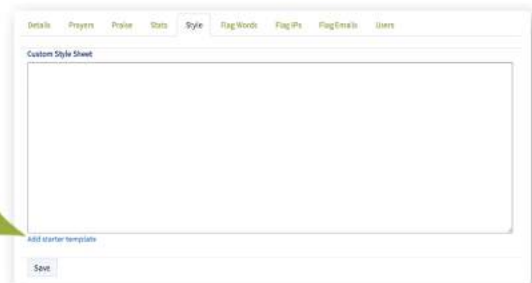 Details Prayers Praise Stats Style Flag Words Flag IPs Flag Emails Users
Custom Style Sheet
Add starter template
Save